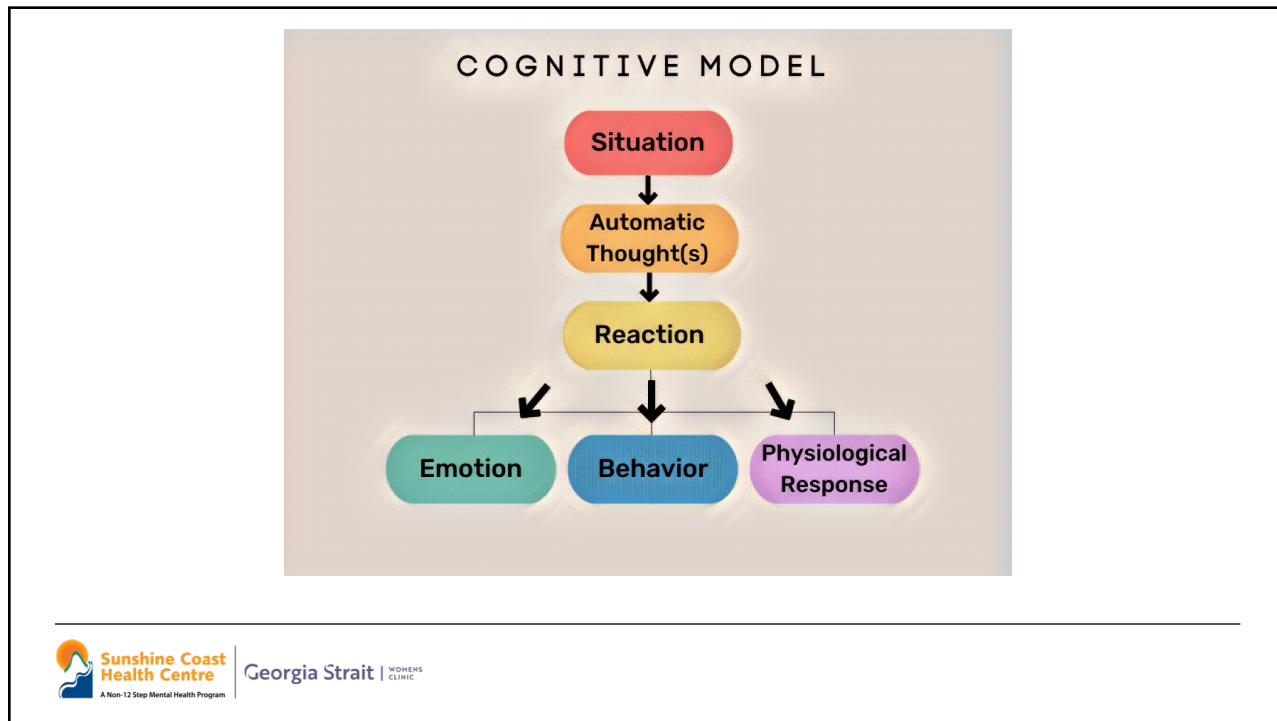 COGNITIVE MODEL
Situation
Automatic
Thought(s)
Reaction
Emotion
Behavior
Physiological
Response
Sunshine Coast
Health Centre
A Non-12 Step Mental Health Program
Georgia Strait | WOMENS
CLINIC